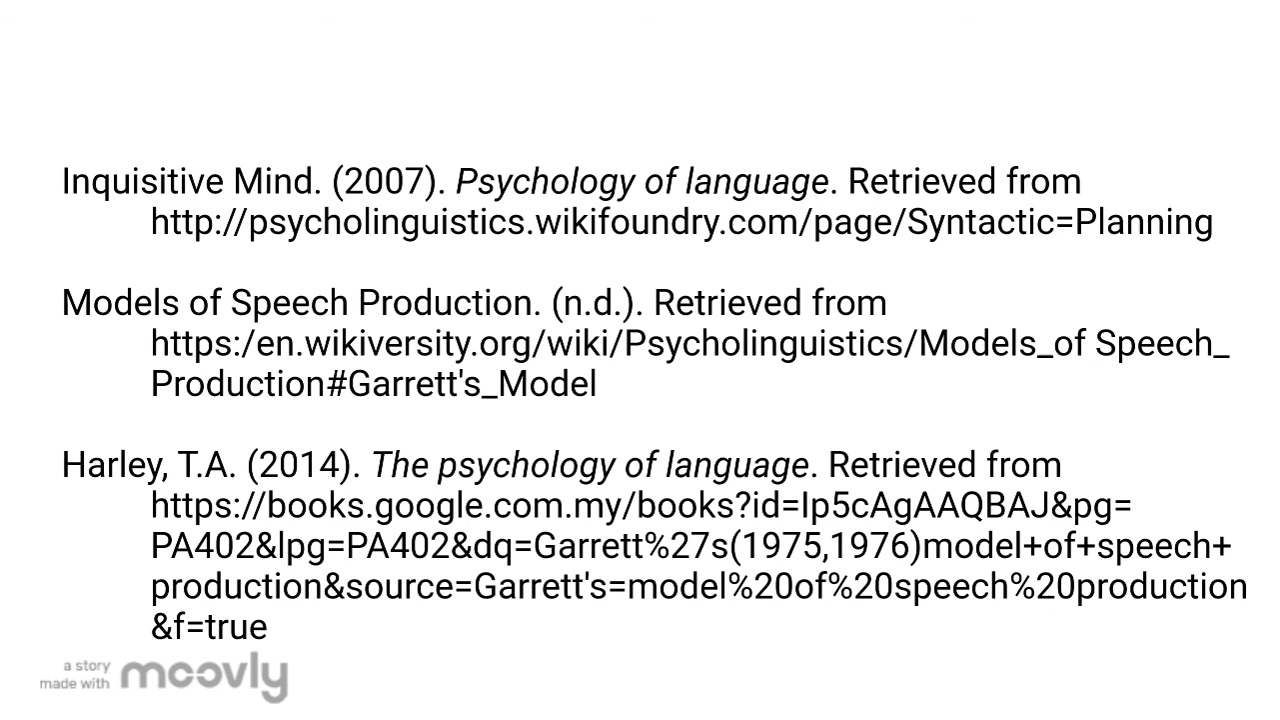 Inquisitive Mind. (2007). Psychology of language. Retrieved from
http://psycholinguistics.wikifoundry.com/page/Syntactic=Planning
Models of Speech Production. (n.d.). Retrieved from
https:/en.wikiversity.org/wiki/Psycholinguistics/Models_of Speech_
Production#Garrett's_Model
Harley, T.A. (2014). The psychology of language. Retrieved from
https://books.google.com.my/books?id=Ip5cAgAAQBAJ&pg=
PA402&lpg=PA402&dq=Garrett%27s(1975,1976)model+of+speech+
production&source=Garrett's=model%20of%20speech%20production
&f=true
a story
made with moovly